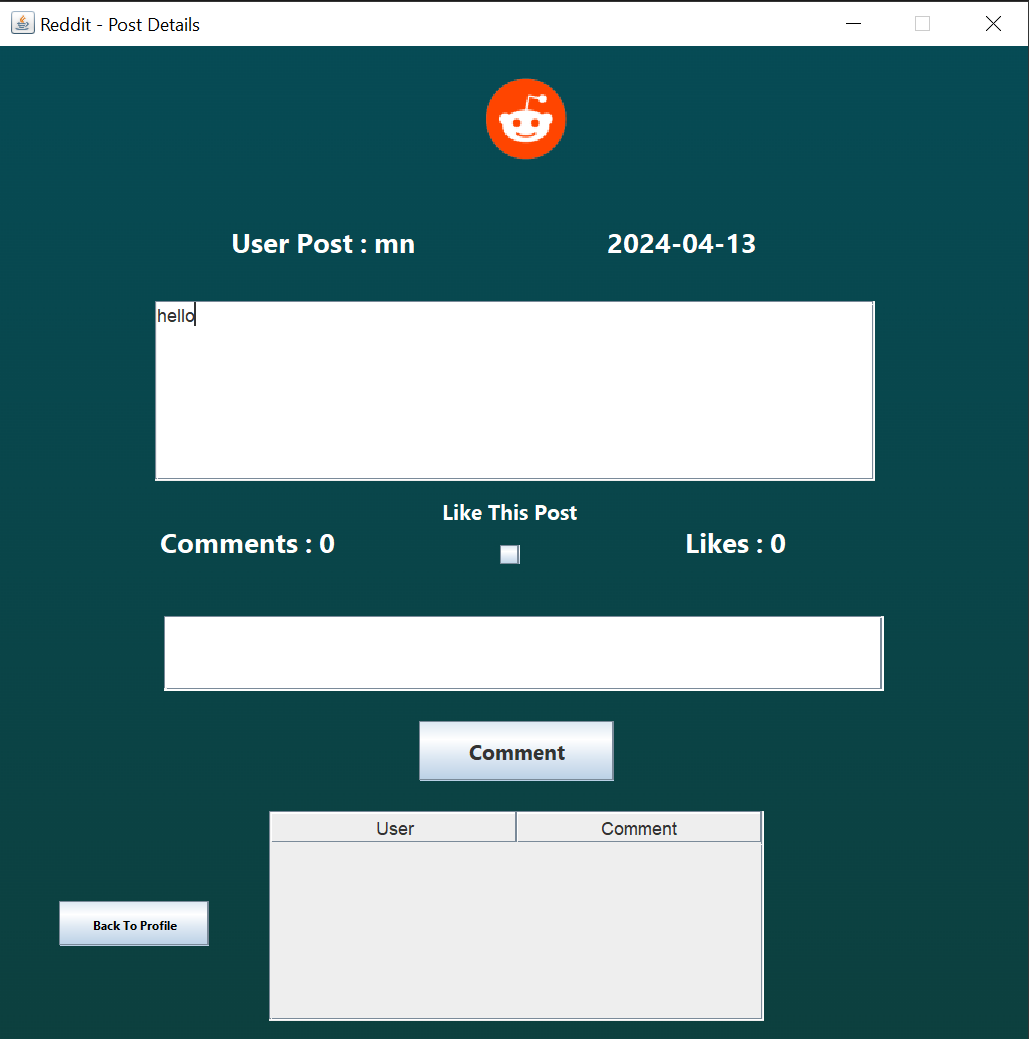 Reddit - Post Details
User Post : mn
2024-04-13
hello
Like This Post
Comments : 0
Likes : 0
Comment
User
Comment
Back To Profile